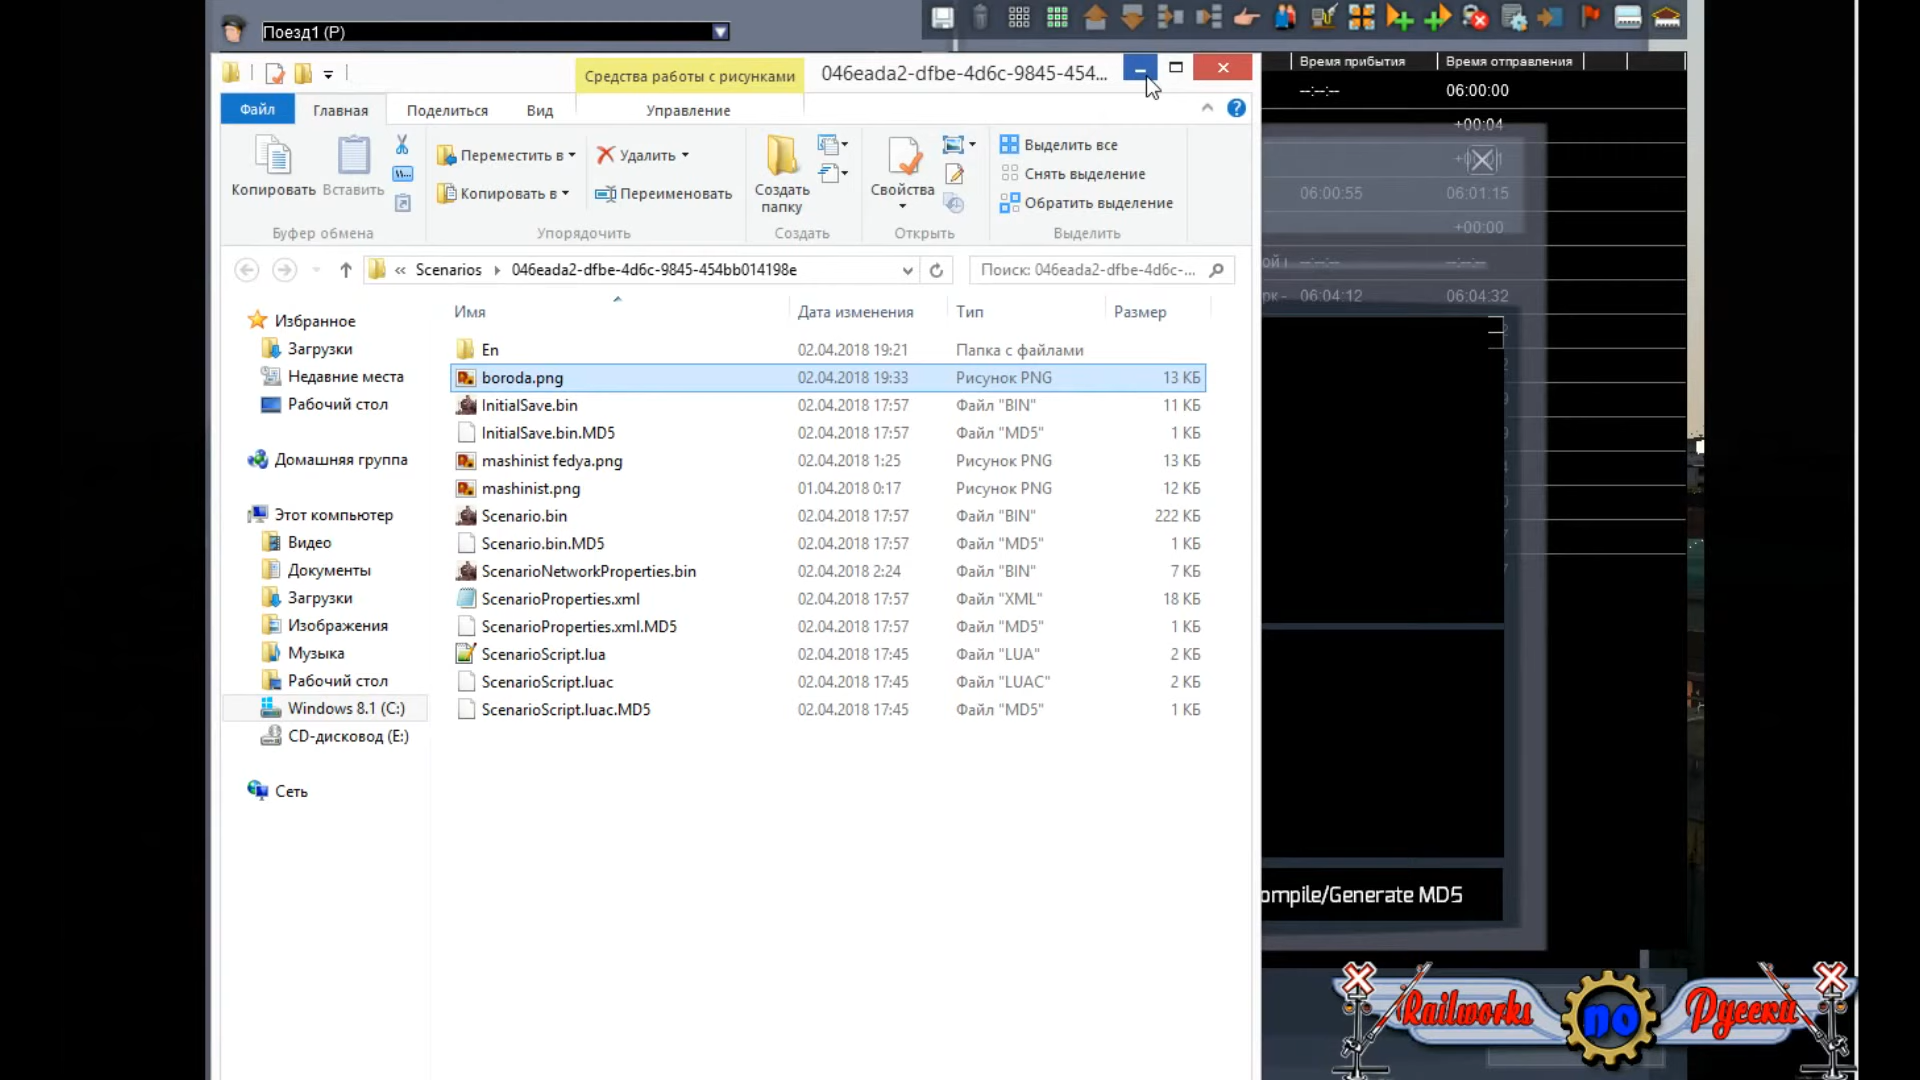 Поезд1 (P)
Средства работы с рисунками
046eada2-dfbe-4d6c-9845-454...
Время прибытия
Время отправления
--:--:--
06:00:00
Файл
Главная
Поделиться
Вид
Управление
+00:04
Копировать
Вставить
Переместить в
Копировать в
Удалить
Переименовать
Создать
папку
Свойства
Выделить все
Снять выделение
Обратить выделение
06:00:55
06:01:15
Буфер обмена
Упорядочить
Создать
Открыть
Выделить
+00:00
« Scenarios
046eada2-dfbe-4d6c-9845-454bb014198e
Поиск: 046eada2-dfbe-4d6c-...
--:--:--
--:--:--
06:04:12
06:04:32
Имя
Дата изменения
Тип
Размер
Избранное
Загрузки
Недавние места
Рабочий стол
Домашняя группа
Этот компьютер
Видео
Документы
Загрузки
Изображения
Музыка
Рабочий стол
Windows 8.1 (C:)
CD-дисковод (E:)
Сеть
En 02.04.2018 19:21 Папка с файлами
boroda.png 02.04.2018 19:33 Рисунок PNG 13 КБ
InitialSave.bin 02.04.2018 17:57 Файл "BIN" 11 КБ
InitialSave.bin.MD5 02.04.2018 17:57 Файл "MD5" 1 КБ
mashinist fedya.png 02.04.2018 1:25 Рисунок PNG 13 КБ
mashinist.png 01.04.2018 0:17 Рисунок PNG 12 КБ
Scenario.bin 02.04.2018 17:57 Файл "BIN" 222 КБ
Scenario.bin.MD5 02.04.2018 17:57 Файл "MD5" 1 КБ
ScenarioNetworkProperties.bin 02.04.2018 2:24 Файл "BIN" 7 КБ
ScenarioProperties.xml 02.04.2018 17:57 Файл "XML" 18 КБ
ScenarioProperties.xml.MD5 02.04.2018 17:57 Файл "MD5" 1 КБ
ScenarioScript.lua 02.04.2018 17:45 Файл "LUA" 2 КБ
ScenarioScript.luac 02.04.2018 17:45 Файл "LUAC" 2 КБ
ScenarioScript.luac.MD5 02.04.2018 17:45 Файл "MD5" 1 КБ
ompile/Generate MD5
Railworks по Русски